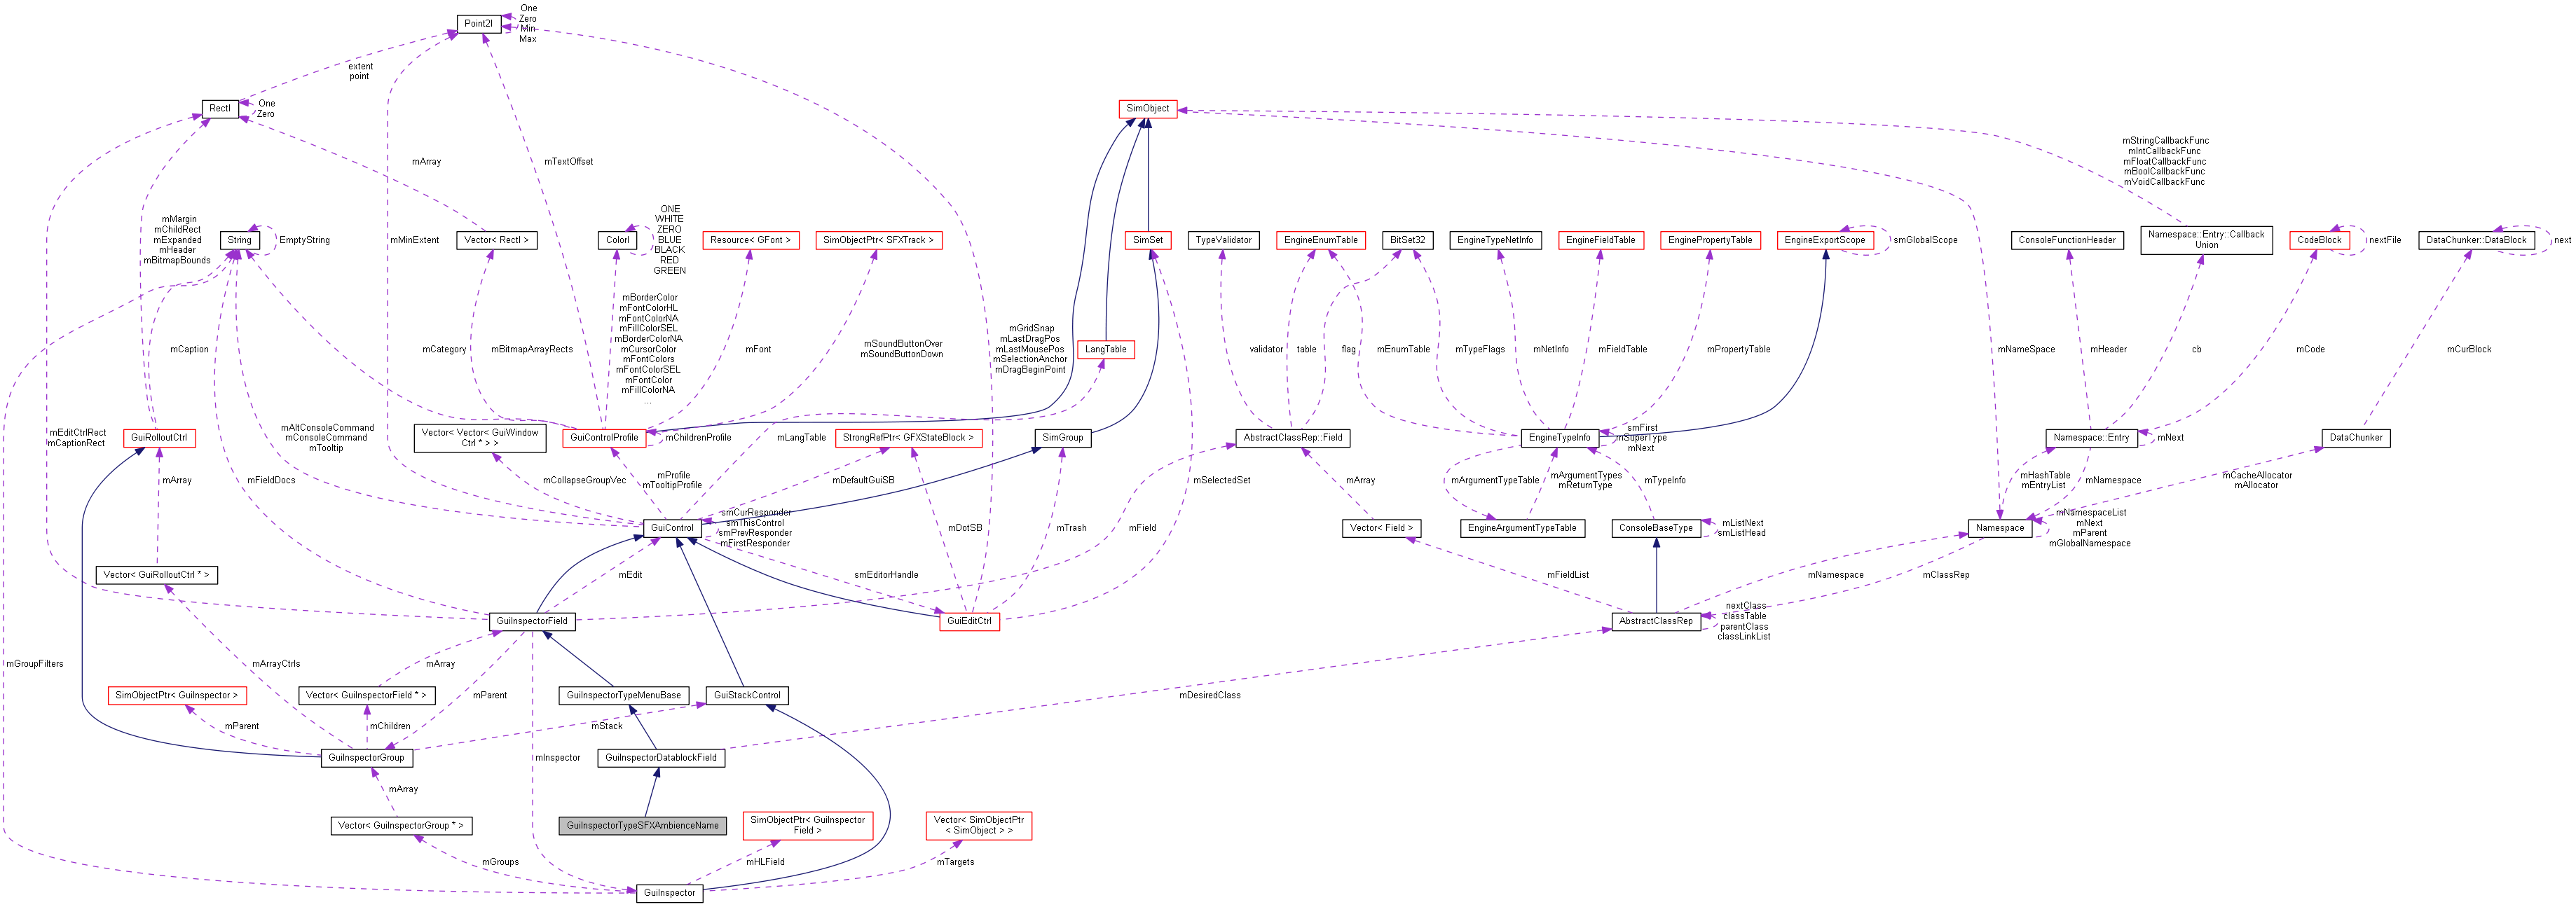 One
Zero
Min
Max
Point2I
extent
point
RectI
One
Zero
SimObject
mArray
mTextOffset
mStringCallbackFunc
mIntCallbackFunc
mFloatCallbackFunc
mBoolCallbackFunc
mVoidCallbackFunc
mMargin
mChildRect
mExpanded
mHeader
mBitmapBounds
String
EmptyString
mMinExtent
Vector< RectI >
ColorI
ONE
WHITE
ZERO
BLUE
BLACK
RED
GREEN
Resource< GFont >
SimObjectPtr< SFXTrack >
SimSet
TypeValidator
EngineEnumTable
BitSet32
EngineTypeNetInfo
EngineFieldTable
EnginePropertyTable
EngineExportScope
smGlobalScope
ConsoleFunctionHeader
Namespace::Entry::Callback
Union
CodeBlock
nextFile
DataChunker::DataBlock
next
mCaption
mCategory
mBitmapArrayRects
mBorderColor
mFontColorHL
mFontColorNA
mFillColorSEL
mBorderColorNA
mCursorColor
mFontColors
mFontColorSEL
mFontColor
mFillColorNA
...
mFont
mSoundButtonOver
mSoundButtonDown
mGridSnap
mLastDragPos
mLastMousePos
mSelectionAnchor
mDragBeginPoint
LangTable
validator
table
flag
mEnumTable
mTypeFlags
mNetInfo
mFieldTable
mPropertyTable
mNameSpace
mHeader
cb
mCode
mCurBlock
mEditCtrlRect
mCaptionRect
GuiRolloutCtrl
mAltConsoleCommand
mConsoleCommand
mTooltip
Vector< Vector< GuiWindow
Ctrl * > >
GuiControlProfile
mChildrenProfile
mLangTable
StrongRefPtr< GFXStateBlock >
SimGroup
AbstractClassRep::Field
EngineTypeInfo
smFirst
mSuperType
mNext
Namespace::Entry
mNext
DataChunker
mArray
mFieldDocs
mCollapseGroupVec
mProfile
mTooltipProfile
mDefaultGuiSB
mSelectedSet
mArray
mArgumentTypeTable
mArgumentTypes
mReturnType
mTypeInfo
mHashTable
mEntryList
mNamespace
mCacheAllocator
mAllocator
GuiControl
smCurResponder
smThisControl
smPrevResponder
mFirstResponder
mDotSB
mTrash
mField
Vector< Field >
EngineArgumentTypeTable
ConsoleBaseType
mListNext
smListHead
Namespace
mNamespaceList
mNext
mParent
mGlobalNamespace
Vector< GuiRolloutCtrl * >
mEdit
smEditorHandle
mFieldList
mNamespace
mClassRep
GuiInspectorField
GuiEditCtrl
AbstractClassRep
nextClass
classTable
parentClass
classLinkList
mGroupFilters
mArrayCtrls
mArray
SimObjectPtr< GuiInspector >
Vector< GuiInspectorField * >
mParent
GuiInspectorTypeMenuBase
GuiStackControl
mDesiredClass
mParent
mChildren
mStack
GuiInspectorGroup
mInspector
GuiInspectorDatablockField
mArray
Vector< GuiInspectorGroup * >
GuiInspectorTypeSFXAmbienceName
SimObjectPtr< GuiInspector
Field >
Vector< SimObjectPtr
< SimObject > >
mGroups
mHLField
mTargets
GuiInspector